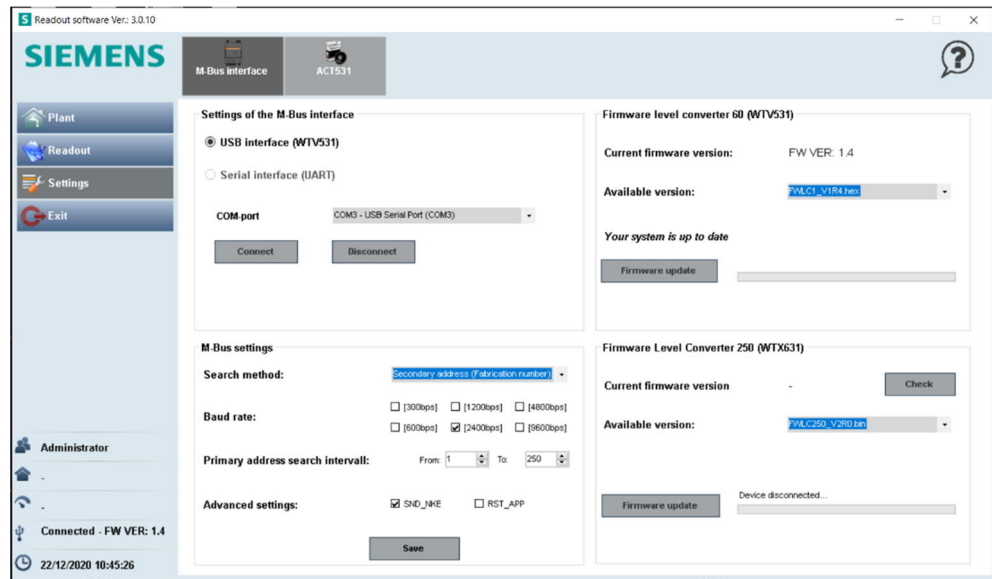 Readout software Ver.: 3.0.10
SIEMENS
M-Bus interface
ACT531
Plant
Readout
Settings
Exit
Settings of the M-Bus interface
USB interface (WTV531)
Serial interface (UART)
COM-port
COM3 - USB Serial Port (COM3)
Connect
Disconnect
Firmware level converter 60 (WTV531)
Current firmware version:
FW VER: 1.4
Available version:
FWLC1_V1R4.hex
Your system is up to date
Firmware update
M-Bus settings
Search method:
Secondary address (Fabrication number)
Baud rate:
[300bps] [1200bps] [4800bps]
[600bps] [2400bps] [9600bps]
Primary address search intervall:
From: 1 To: 250
Advanced settings:
SND_NKE RST_APP
Save
Firmware Level Converter 250 (WTX631)
Current firmware version
-
Check
Available version:
FWLC250_V2R0.bin
Device disconnected...
Firmware update
Administrator
-
-
Connected - FW VER: 1.4
22/12/2020 10:45:26